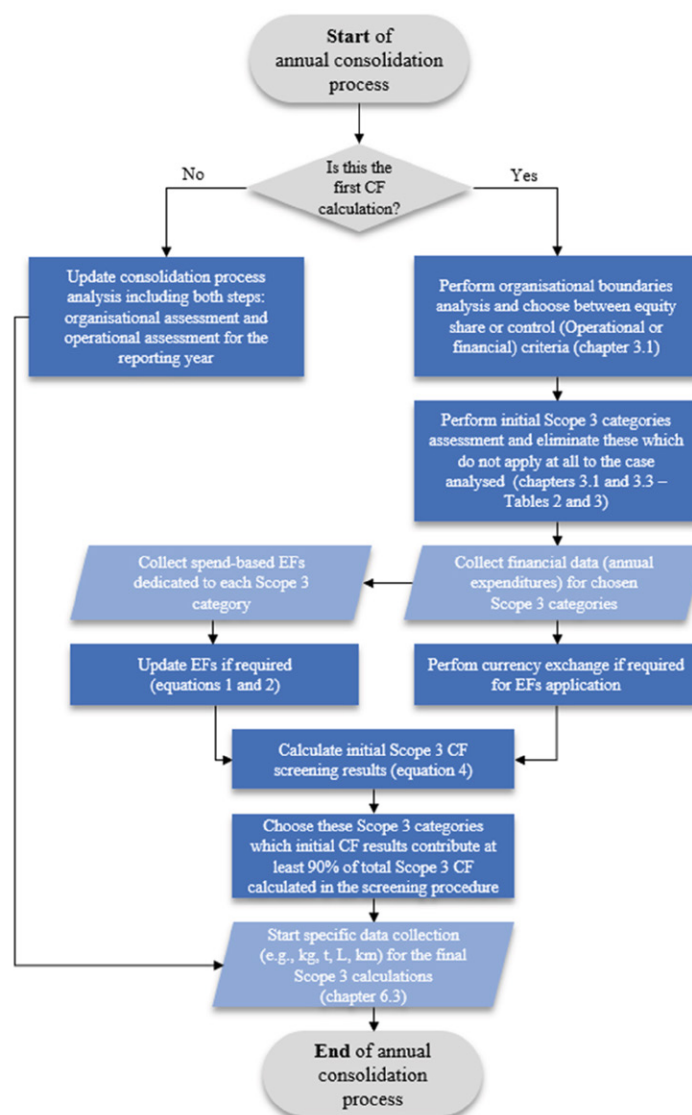 Start of
annual consolidation
process
Is this the
first CF
calculation?
No
Yes
Update consolidation process
analysis including both steps:
organisational assessment and
operational assessment for the
reporting year
Perform organisational boundaries
analysis and choose between equity
share or control (Operational or
financial) criteria (chapter 3.1)
Perform initial Scope 3 categories
assessment and eliminate these which
do not apply at all to the case
analysed (chapters 3.1 and 3.3 –
Tables 2 and 3)
Collect spend-based EFs
dedicated to each Scope 3
category
Collect financial data (annual
expenditures) for chosen
Scope 3 categories
Update EFs if required
(equations 1 and 2)
Perfom currency exchange if required
for EFs application
Calculate initial Scope 3 CF
screening results (equation 4)
Choose these Scope 3 categories
which initial CF results contribute at
least 90% of total Scope 3 CF
calculated in the screening procedure
Start specific data collection
(e.g., kg, t, L, km) for the final
Scope 3 calculations
(chapter 6.3)
End of annual
consolidation
process